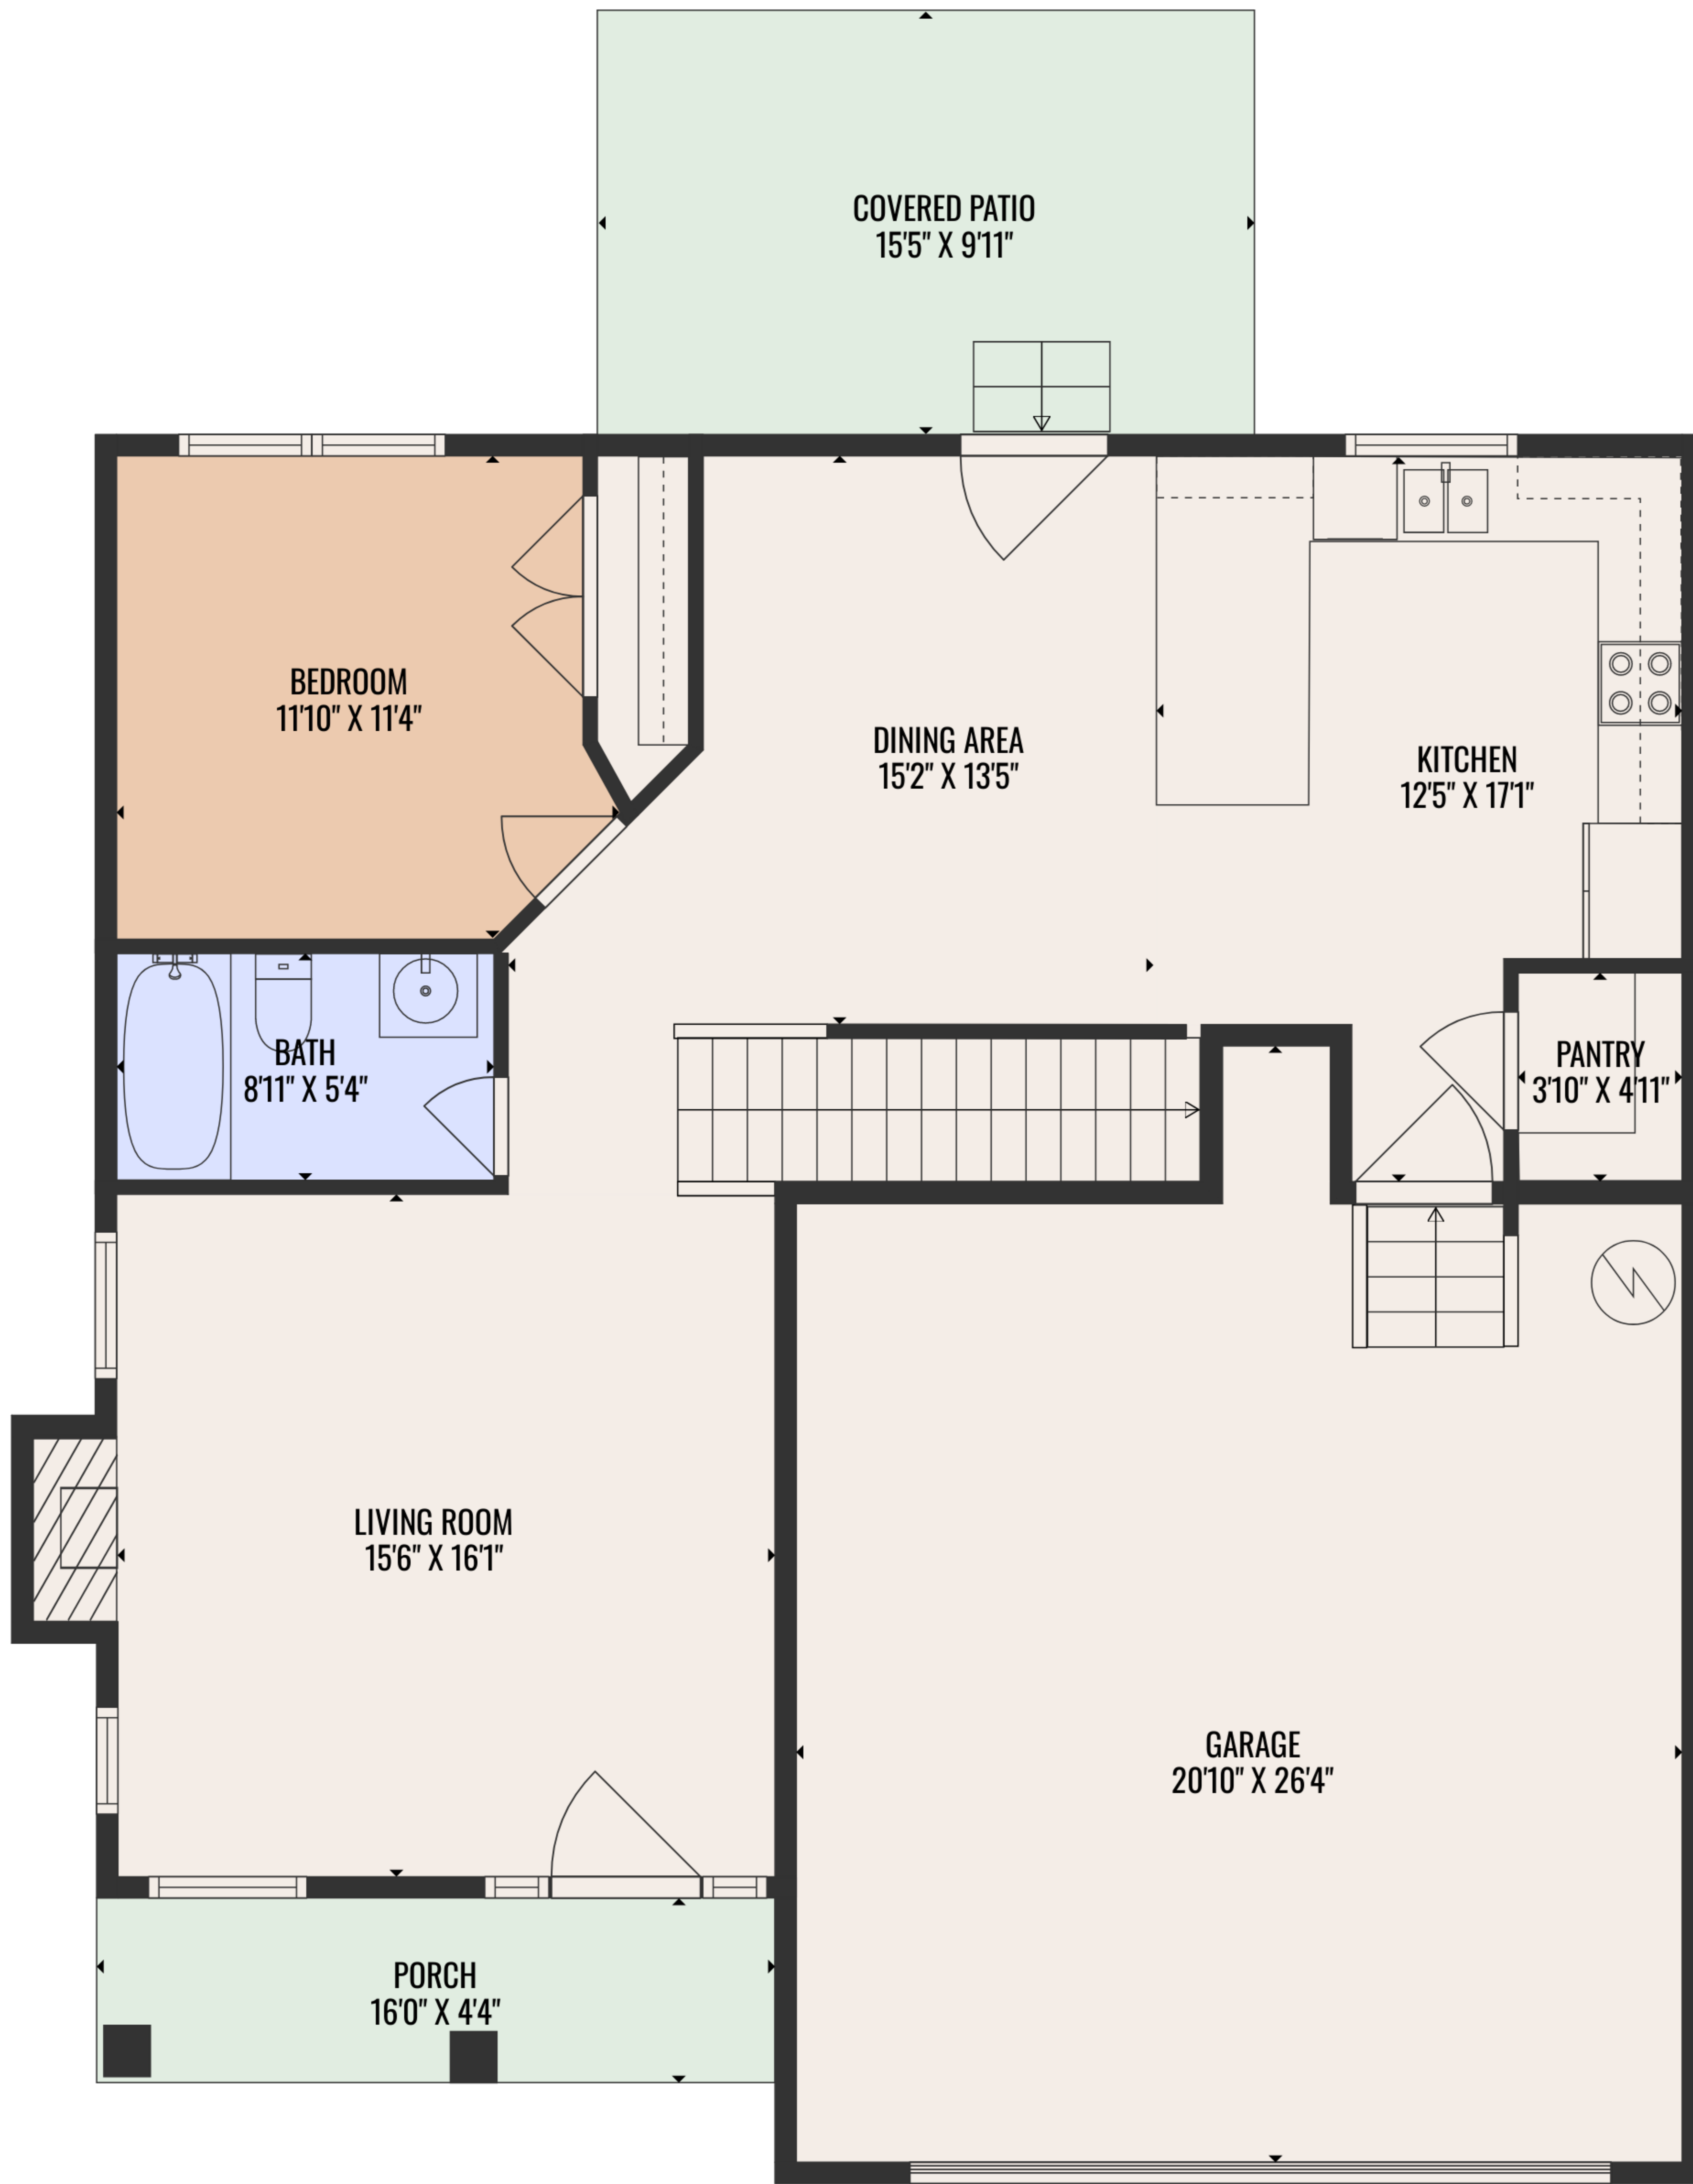 COVERED PATIO
15'5" X 9'11"
BEDROOM
11'10" X 11'4"
DINING AREA
15'2" X 13'5"
KITCHEN
12'5" X 17'1"
BATH
8'11" X 5'4"
PANTRY
3'10" X 4'11"
LIVING ROOM
15'6" X 16'1"
GARAGE
20'10" X 26'4"
PORCH
16'0" X 4'4"